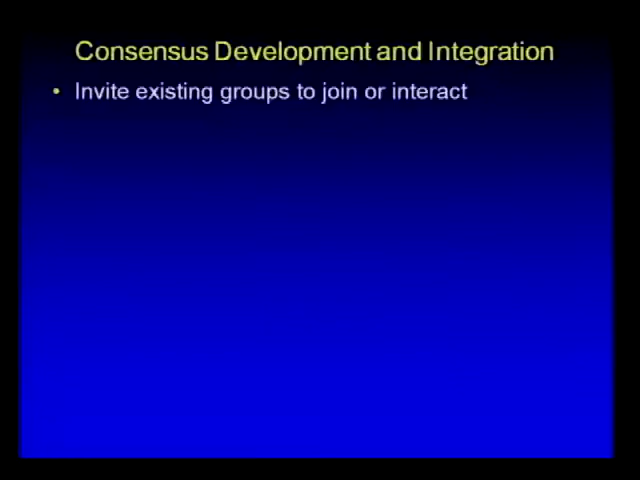 Consensus Development and Integration
• Invite existing groups to join or interact